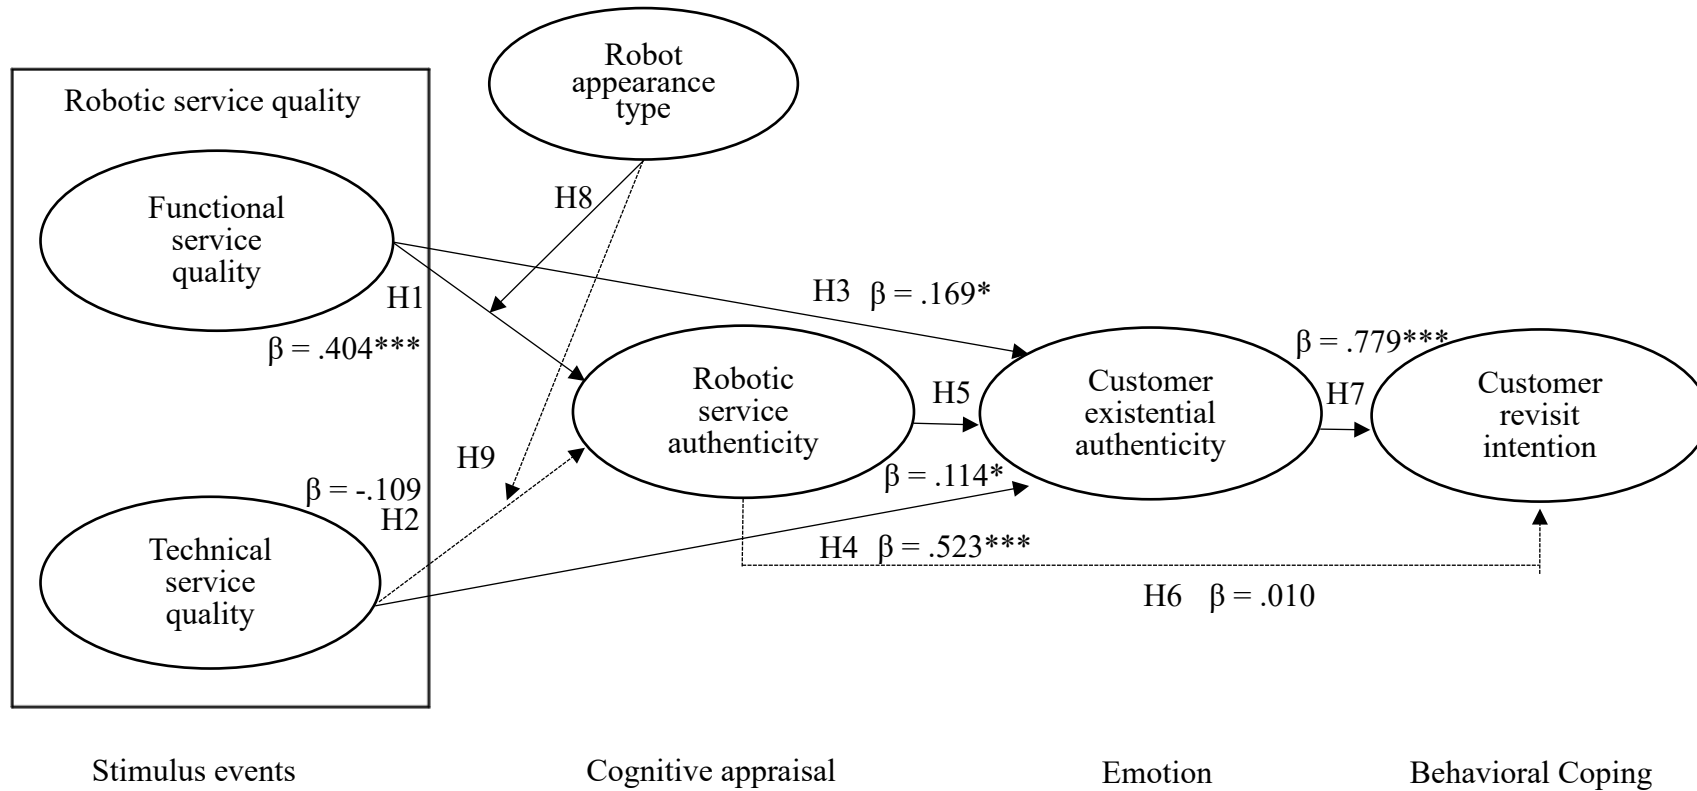 Robot
appearance
type
Robotic service quality
Functional
service
quality
H8
H1
β = .404***
H3 β = .169*
β = .779***
Robotic
service
authenticity
H5
Customer
existential
authenticity
H7
Customer
revisit
intention
H9
β = .114*
β = -.109
H2
Technical
service
quality
H4 β = .523***
H6 β = .010
Stimulus events
Cognitive appraisal
Emotion
Behavioral Coping